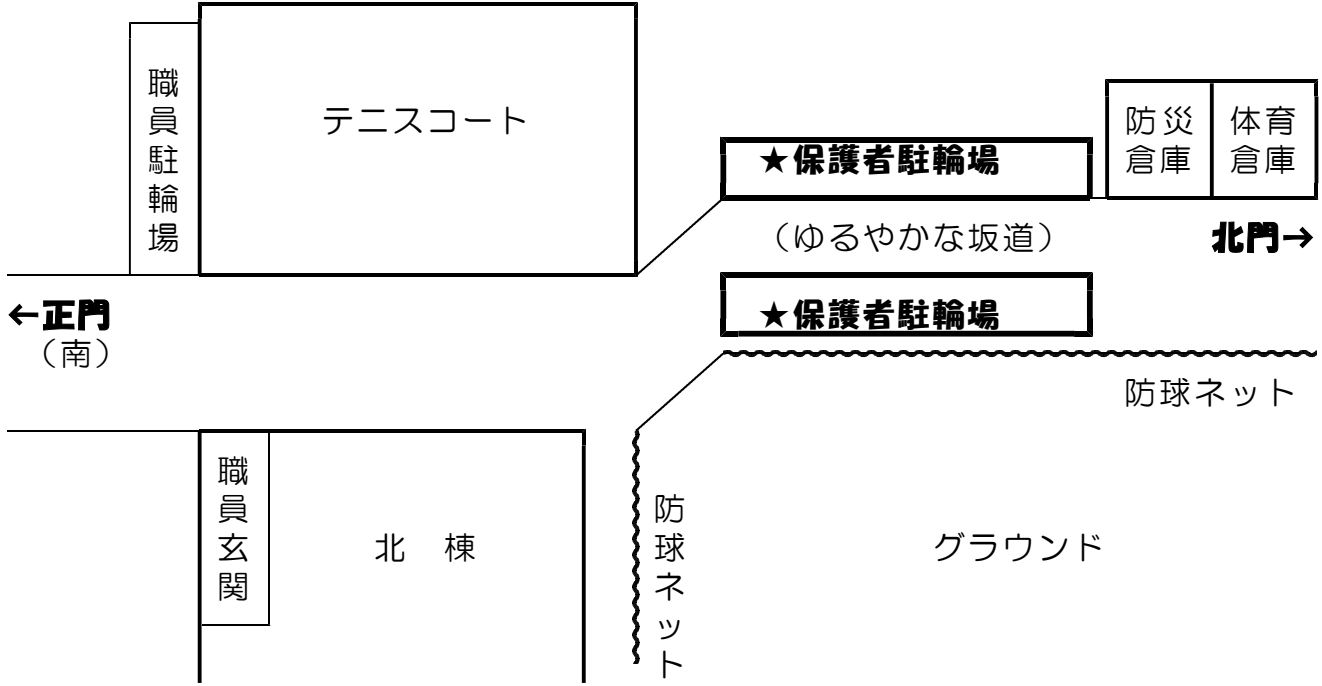 職員駐輪場
テニスコート
★保護者駐輪場
防災
倉庫
体育
倉庫
（ゆるやかな坂道）
北門→
★保護者駐輪場
←正門
（南）
防球ネット
職員玄関
北　棟
防球ネット
グラウンド